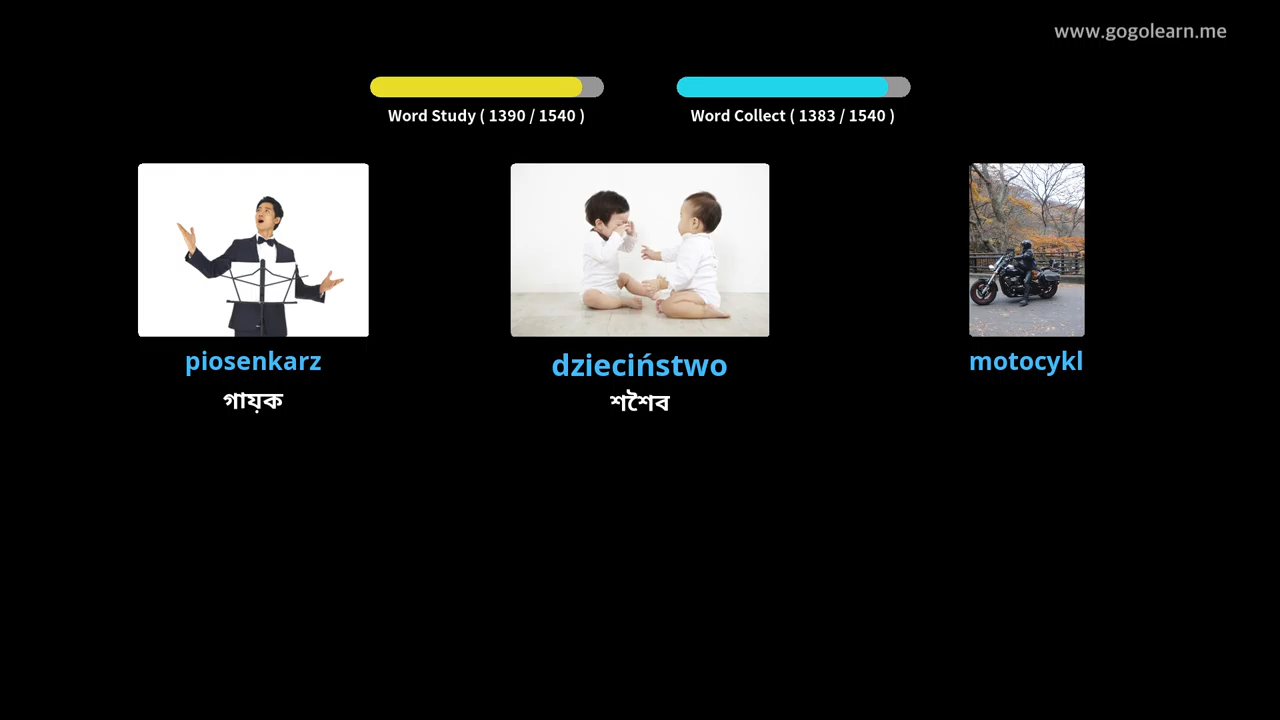 www.gogolearn.me
Word Study ( 1390 / 1540 )
Word Collect ( 1383 / 1540 )
piosenkarz
dzieciństwo
motocykl
গায়ক
শৈশব